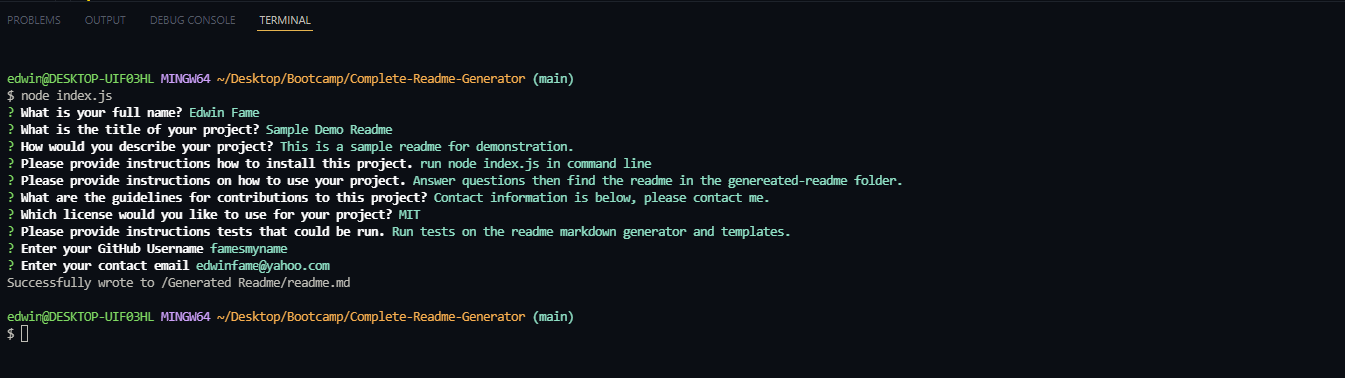 PROBLEMS OUTPUT DEBUG CONSOLE TERMINAL
edwin@DESKTOP-UIF03HL MINGW64 ~/Desktop/Bootcamp/Complete-Readme-Generator (main)
$ node index.js
? What is your full name? Edwin Fame
? What is the title of your project? Sample Demo Readme
? How would you describe your project? This is a sample readme for demonstration.
? Please provide instructions how to install this project. run node index.js in command line
? Please provide instructions on how to use your project. Answer questions then find the readme in the genereated-readme folder.
? What are the guidelines for contributions to this project? Contact information is below, please contact me.
? Which license would you like to use for your project? MIT
? Please provide instructions tests that could be run. Run tests on the readme markdown generator and templates.
? Enter your GitHub Username famesmyname
? Enter your contact email edwinfame@yahoo.com
Successfully wrote to /Generated Readme/readme.md
edwin@DESKTOP-UIF03HL MINGW64 ~/Desktop/Bootcamp/Complete-Readme-Generator (main)
$